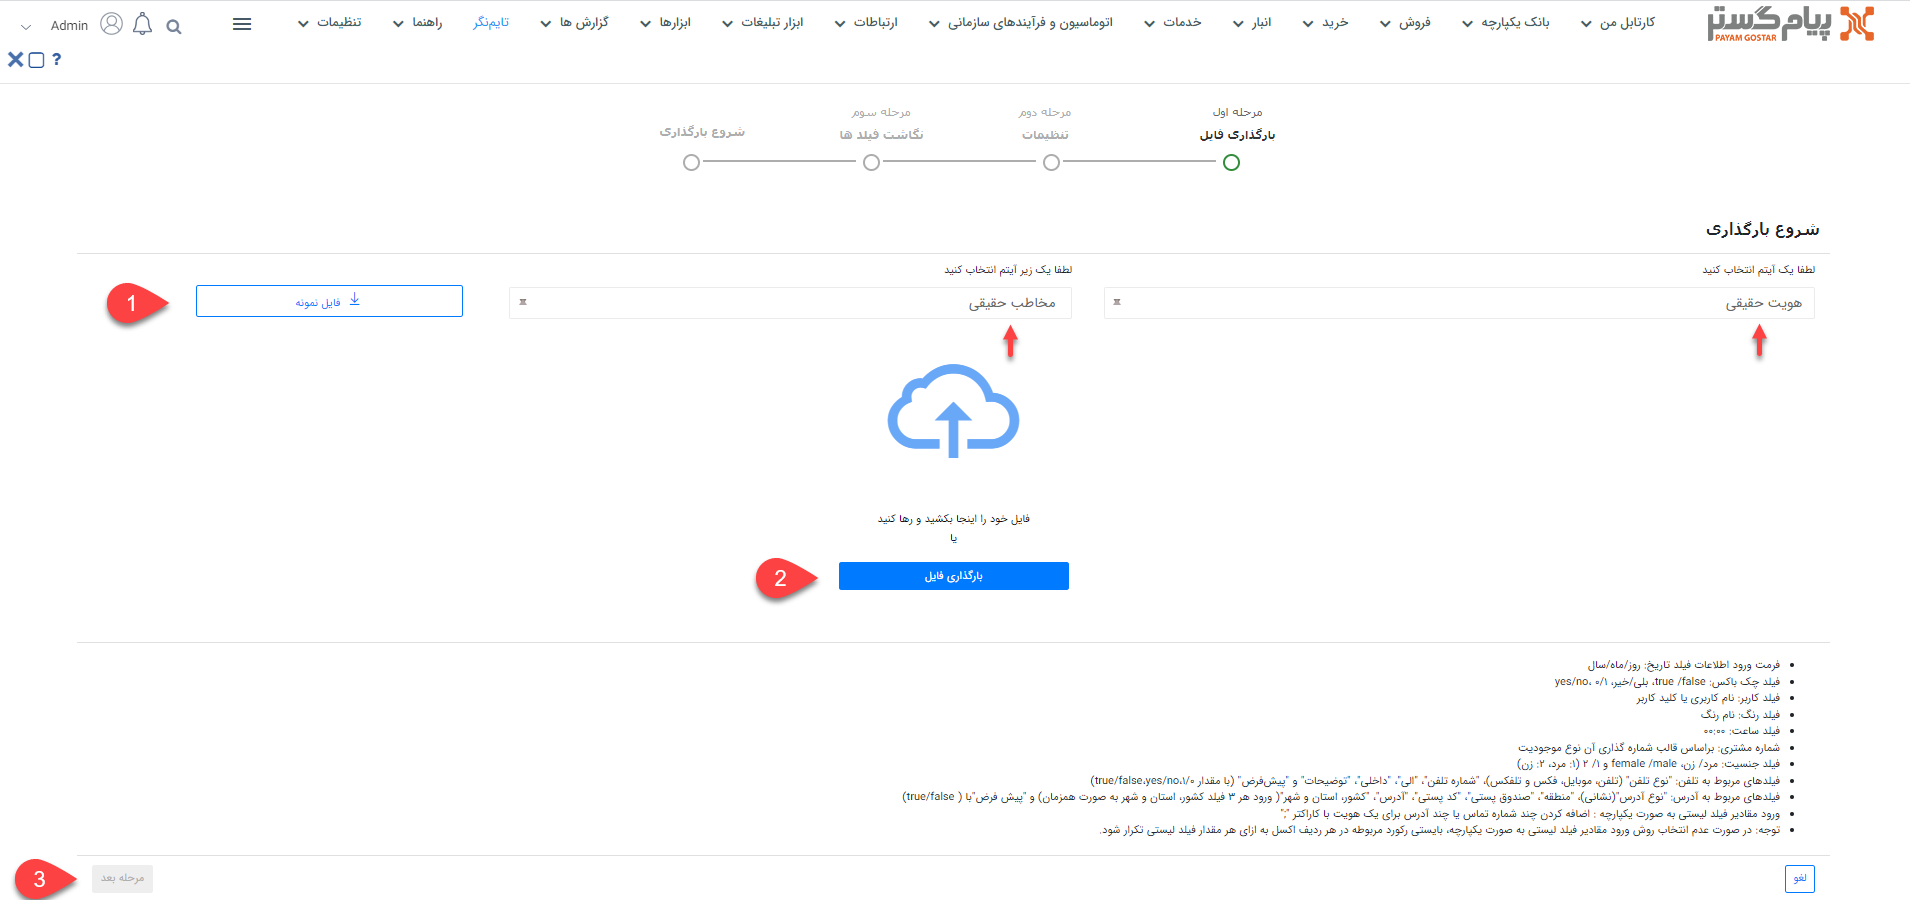 پیام گستر
PAYAM GOSTAR
کارتابل من
بانک یکپارچه
فروش
خرید
انبار
خدمات
اتوماسیون و فرآیندهای سازمانی
ارتباطات
ابزار تبلیغات
ابزارها
گزارش ها
تایم‌نگر
راهنما
تنظیمات
Admin
?
مرحله اول
بارگذاری فایل
مرحله دوم
تنظیمات
مرحله سوم
نگاشت فیلد ها
شروع بارگذاری
شروع بارگذاری
لطفا یک آیتم انتخاب کنید
هویت حقیقی
لطفا یک زیر آیتم انتخاب کنید
مخاطب حقیقی
فایل نمونه
1
فایل خود را اینجا بکشید و رها کنید
یا
بارگذاری فایل
2
فرمت ورود اطلاعات فیلد تاریخ: روز/ماه/سال
فیلد چک باکس: true /false، بلی/خیر، ۰/۱ ،yes/no
فیلد کاربر: نام کاربری یا کلید کاربر
فیلد رنگ: نام رنگ
فیلد ساعت: ۰۰:۰۰
شماره مشتری: براساس قالب شماره گذاری آن نوع موجودیت
فیلد جنسیت: مرد/ زن، female /male و ۱/ ۲ (۱: مرد، ۲: زن)
فیلدهای مربوط به تلفن: "نوع تلفن" (تلفن، موبایل، فکس و تلفکس)، "شماره تلفن"، "الی"، "داخلی"، "توضیحات" و "پیش‌فرض" (با مقدار ۱/۰،true/false،yes/no)
فیلدهای مربوط به آدرس: "نوع آدرس"(نشانی)، "منطقه"، "صندوق پستی"، "کد پستی"، "آدرس"، "کشور، استان و شهر"( ورود هر ۳ فیلد کشور، استان و شهر به صورت همزمان) و "پیش فرض"با ( true/false)
ورود مقادیر فیلد لیستی به صورت یکپارچه : اضافه کردن چند شماره تماس یا چند آدرس برای یک هویت با کاراکتر ";"
توجه: در صورت عدم انتخاب روش ورود مقادیر فیلد لیستی به صورت یکپارچه، بایستی رکورد مربوطه در هر ردیف اکسل به ازای هر مقدار فیلد لیستی تکرار شود.
لغو
مرحله بعد
3